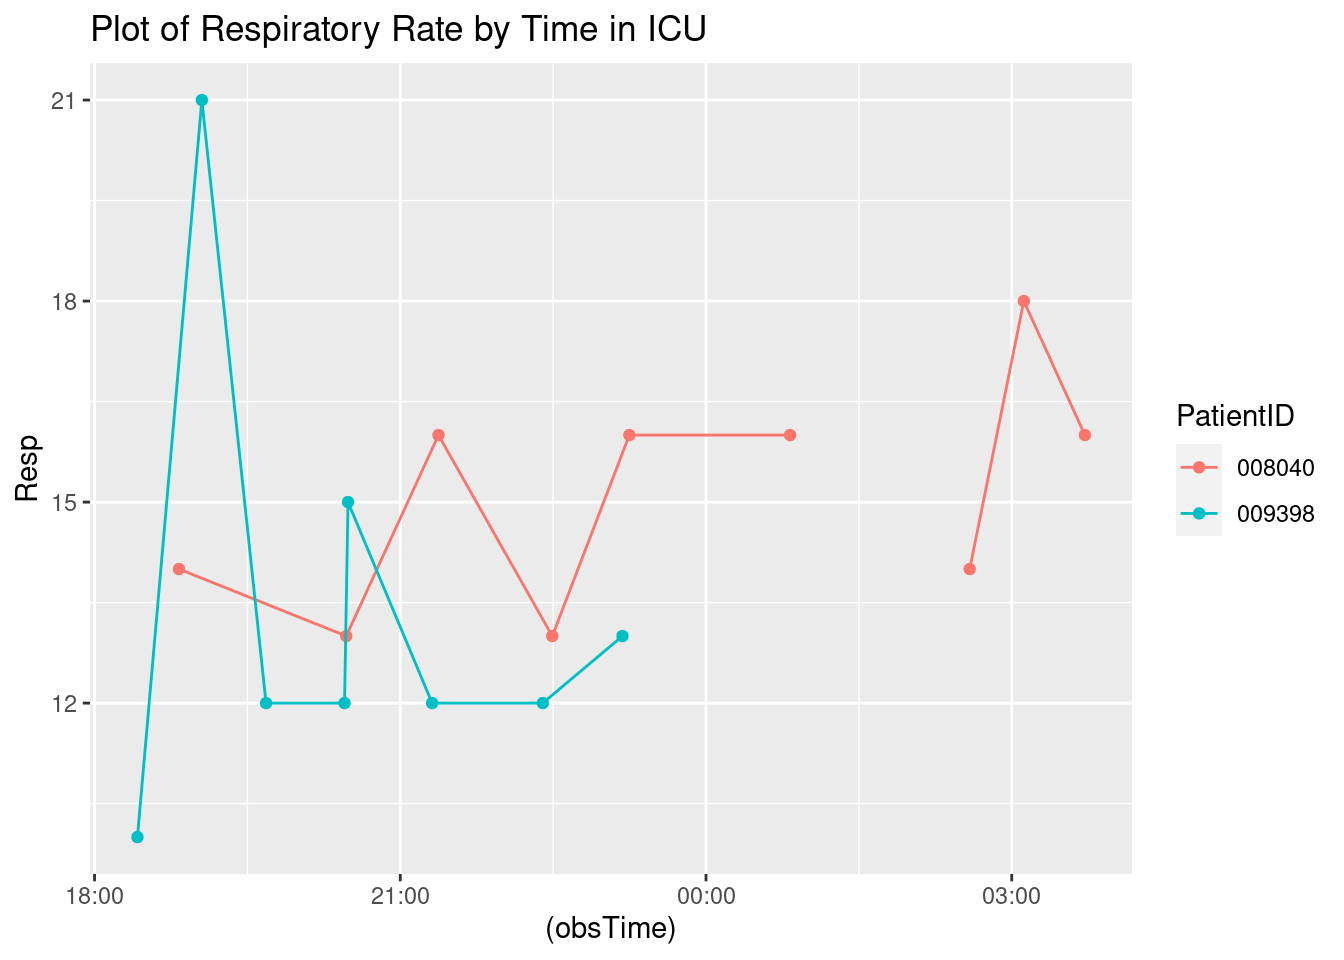 Plot of Respiratory Rate by Time in ICU
21
18
15
12
Resp
18:00 21:00 00:00 03:00
(obsTime)
PatientID
008040
009398